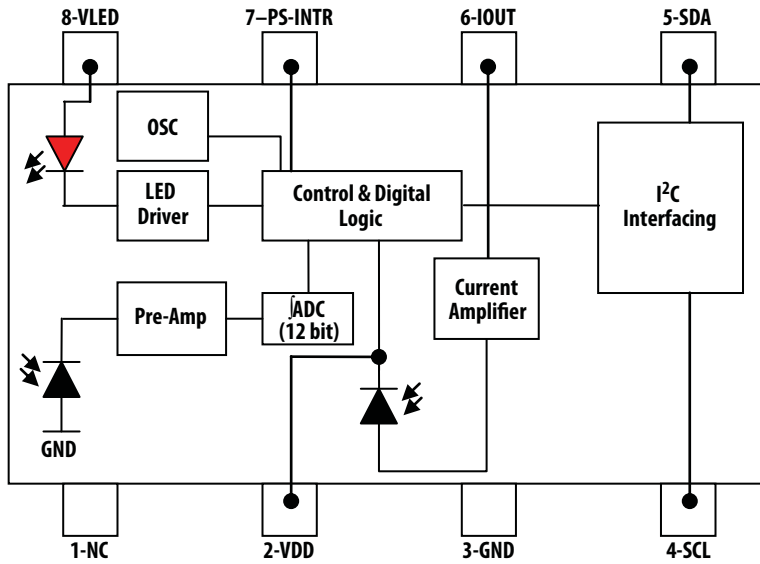 8-VLED
7–PS-INTR
6-IOUT
5-SDA
OSC
LED
Driver
Control & Digital
Logic
I²C
Interfacing
Pre-Amp
∫ADC
(12 bit)
Current
Amplifier
GND
1-NC
2-VDD
3-GND
4-SCL